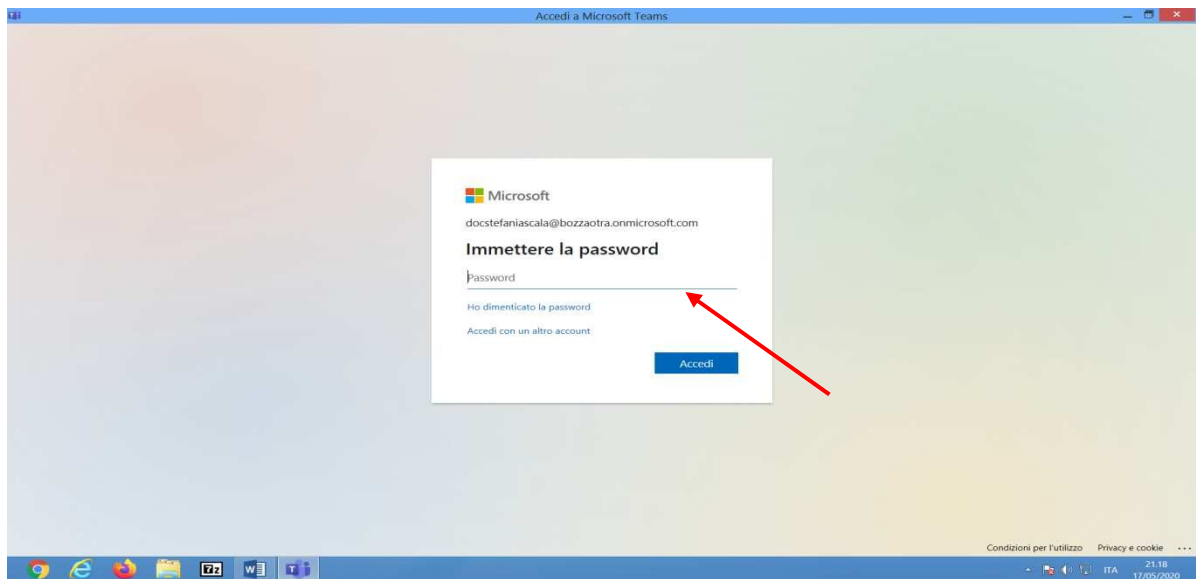 Accedi a Microsoft Teams
Microsoft
docstefaniascala@bozzaotra.onmicrosoft.com
Immettere la password
Password
Ho dimenticato la password
Accedi con un altro account
Accedi
Condizioni per l'utilizzo Privacy e cookie ...
7z
ITA 21.18
17/05/2020